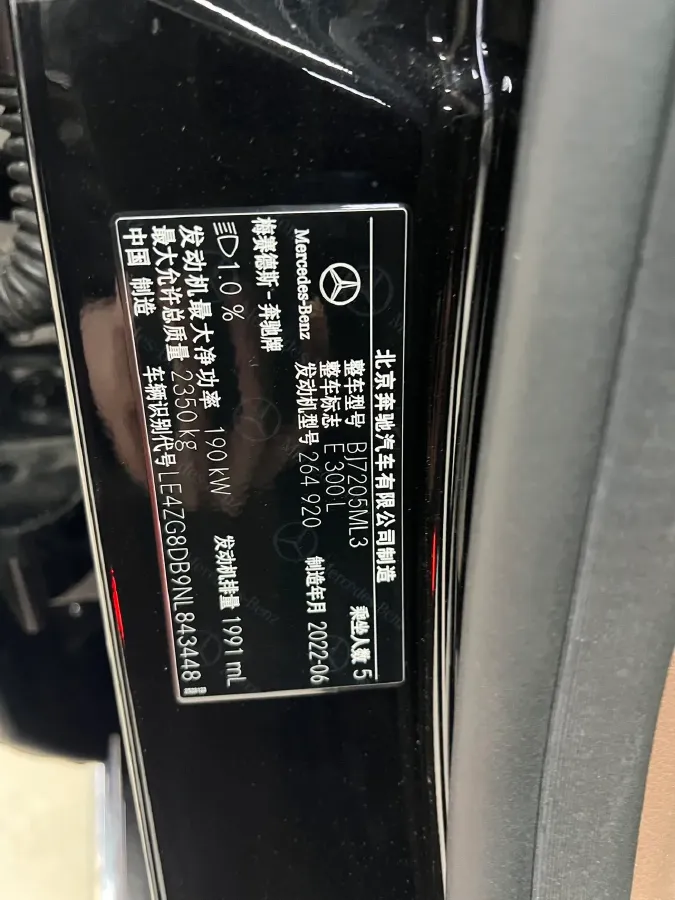 北京奔驰汽车有限公司制造
Mercedes-Benz
梅赛德斯-奔驰牌
整车型号 BJ7205ML3
乘坐人数 5
整车标志 E 300 L
发动机型号 264 920
制造年月 2022-06
1.0 %
发动机最大净功率 190 kW
发动机排量 1991 mL
最大允许总质量 2350 kg
中国 制造
车辆识别代号 LE4ZG8DB9NL843448